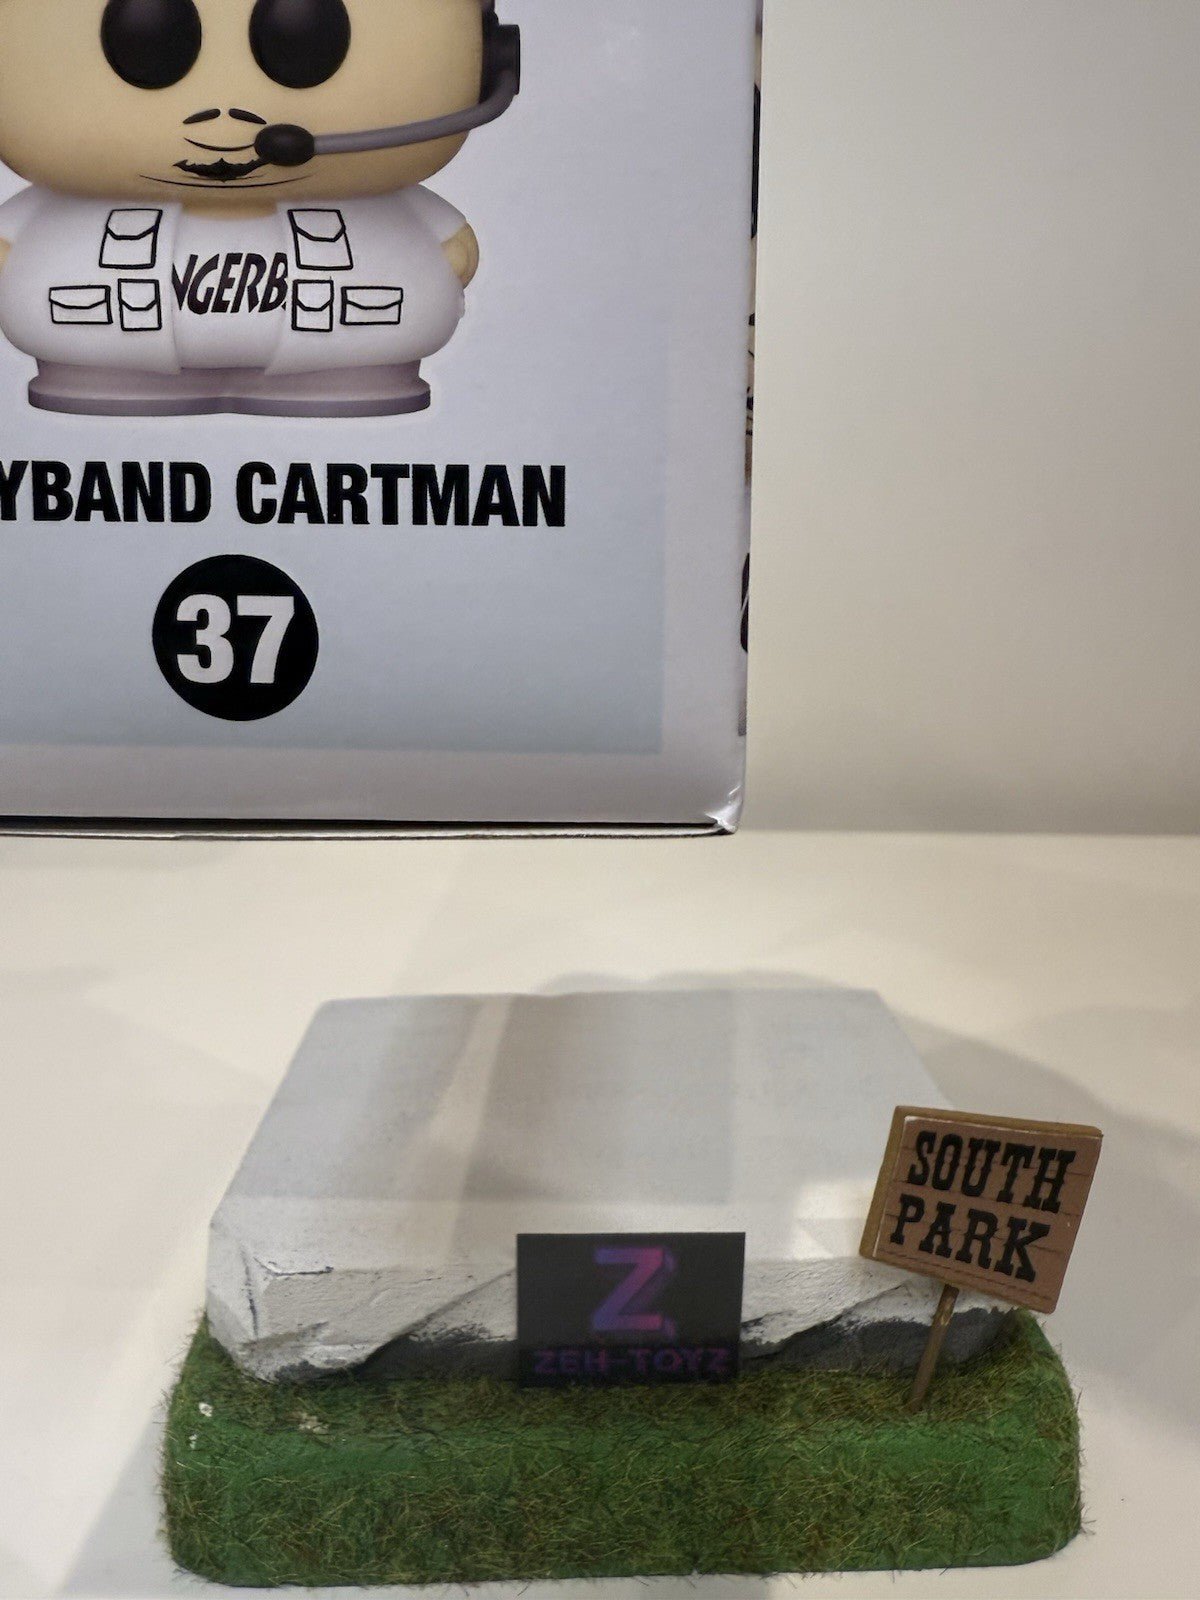 NGERB
YBAND CARTMAN
37
SOUTH
PARK
Z
ZEH-TOYZ